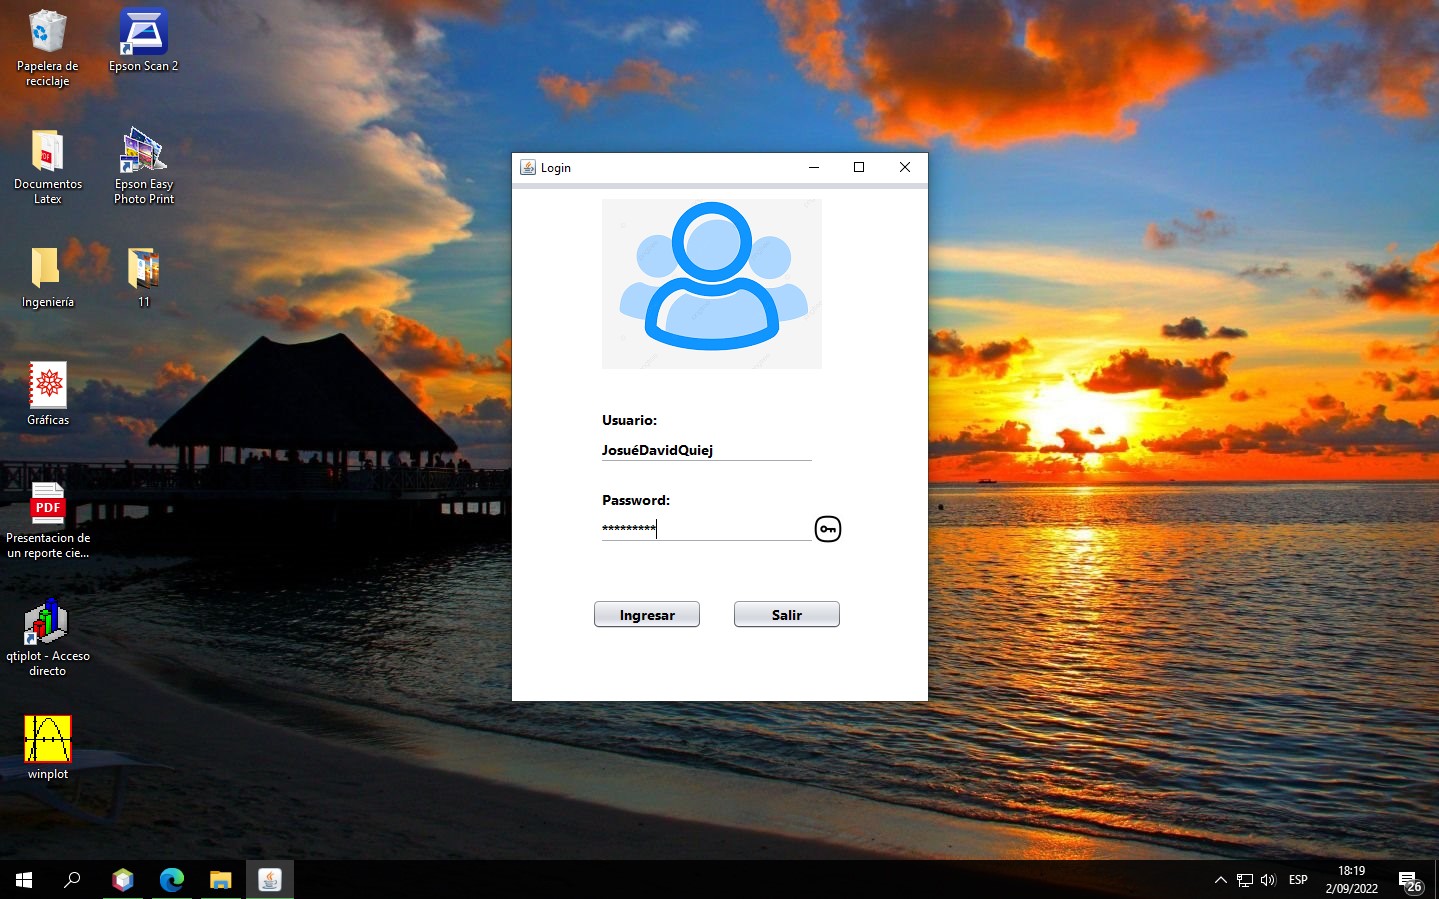 Papelera de
reciclaje
Epson Scan 2
Documentos
Latex
Epson Easy
Photo Print
Ingeniería
11
Gráficas
PDF
Presentacion de
un reporte cie...
qtiplot - Acceso
directo
winplot
Login
Usuario:
JosuéDavidQuiej
Password:
*********
Ingresar
Salir
ESP
18:19
2/09/2022
26